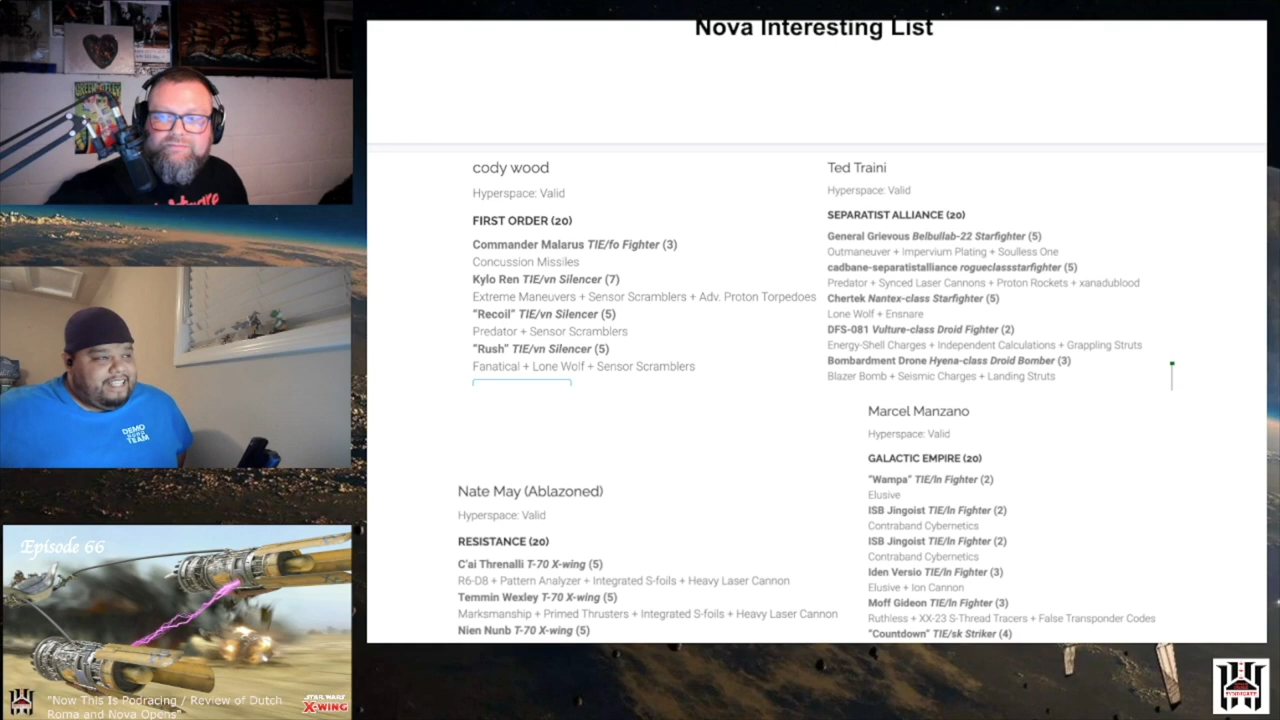 Nova Interesting List
cody wood
Hyperspace: Valid
FIRST ORDER (20)
Commander Malarus TIE/fo Fighter (3)
Concussion Missiles
Kylo Ren TIE/vn Silencer (7)
Extreme Maneuvers + Sensor Scramblers + Adv. Proton Torpedoes
"Recoil" TIE/vn Silencer (5)
Predator + Sensor Scramblers
"Rush" TIE/vn Silencer (5)
Fanatical + Lone Wolf + Sensor Scramblers
Ted Traini
Hyperspace: Valid
SEPARATIST ALLIANCE (20)
General Grievous Belbullab-22 Starfighter (5)
Outmaneuver + Impervium Plating + Soulless One
cadbane-separatistalliance rogueclassstarfighter (5)
Predator + Synced Laser Cannons + Proton Rockets + xanadublood
Chertek Nantex-class Starfighter (5)
Lone Wolf + Ensnare
DFS-081 Vulture-class Droid Fighter (2)
Energy-Shell Charges + Independent Calculations + Grappling Struts
Bombardment Drone Hyena-class Droid Bomber (3)
Blazer Bomb + Seismic Charges + Landing Struts
Nate May (Ablazoned)
Hyperspace: Valid
RESISTANCE (20)
C'ai Threnalli T-70 X-wing (5)
R6-D8 + Pattern Analyzer + Integrated S-foils + Heavy Laser Cannon
Temmin Wexley T-70 X-wing (5)
Marksmanship + Primed Thrusters + Integrated S-foils + Heavy Laser Cannon
Nien Nunb T-70 X-wing (5)
Marcel Manzano
Hyperspace: Valid
GALACTIC EMPIRE (20)
"Wampa" TIE/ln Fighter (2)
Elusive
ISB Jingoist TIE/ln Fighter (2)
Contraband Cybernetics
ISB Jingoist TIE/ln Fighter (2)
Contraband Cybernetics
Iden Versio TIE/ln Fighter (3)
Elusive + Ion Cannon
Moff Gideon TIE/ln Fighter (3)
Ruthless + XX-23 S-Thread Tracers + False Transponder Codes
"Countdown" TIE/sk Striker (4)
DEMO
TEAM
Episode 66
"Now This Is Podracing / Review of Dutch
Roma and Nova Opens"
STAR WARS
X-WING